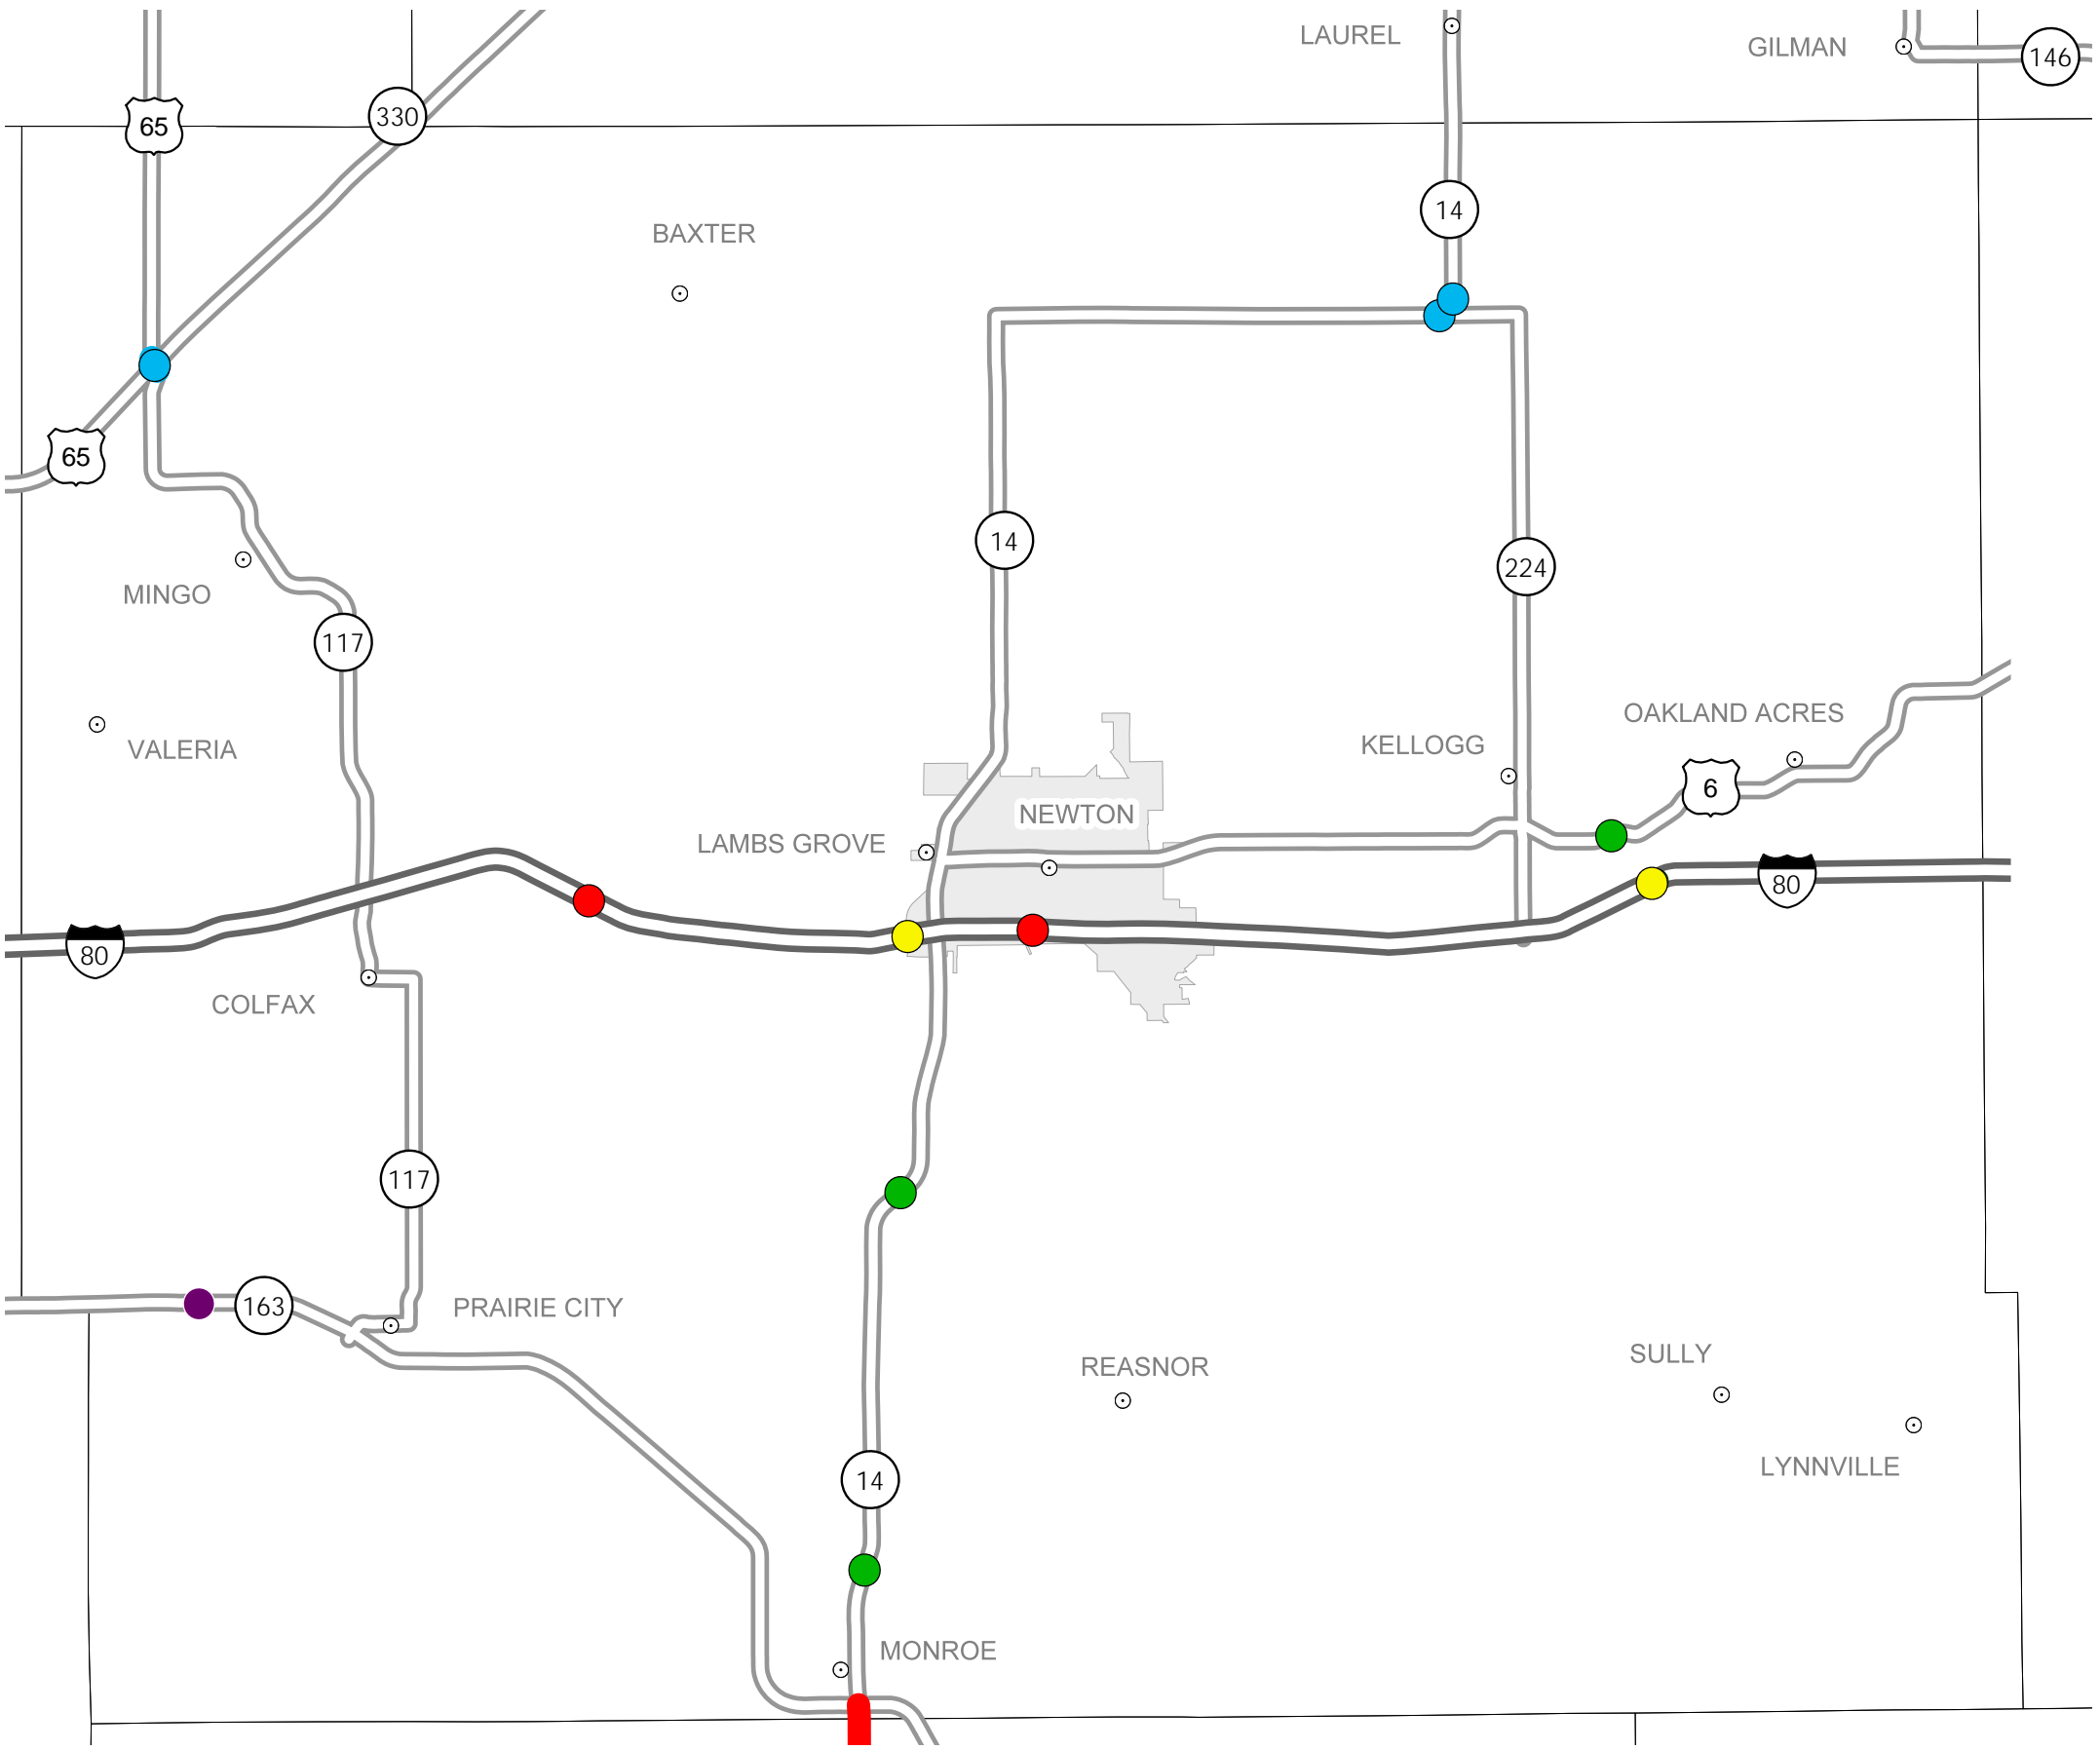 LAUREL
GILMAN
146
65
330
14
BAXTER
65
14
224
MINGO
117
OAKLAND ACRES
VALERIA
KELLOGG
6
NEWTON
LAMBS GROVE
80
80
COLFAX
117
163
PRAIRIE CITY
REASNOR
SULLY
LYNNVILLE
14
MONROE